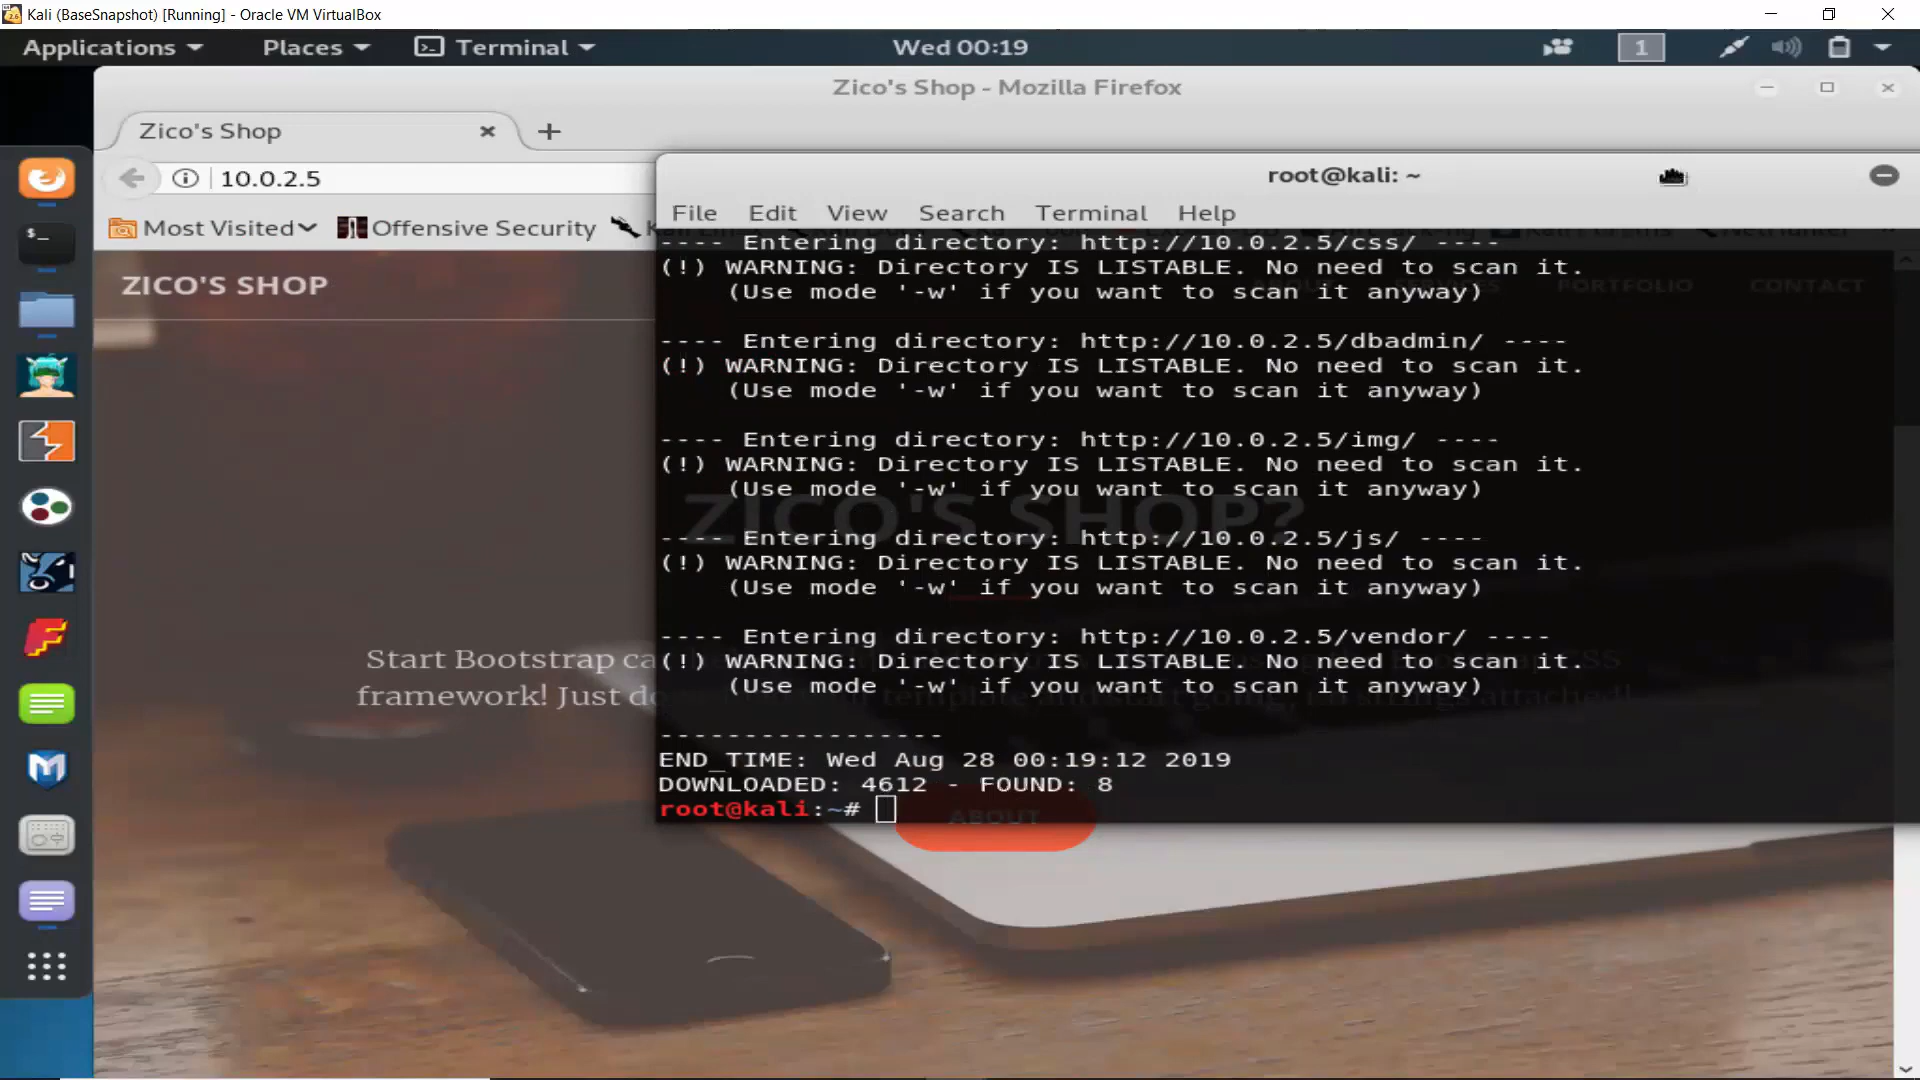 Kali (BaseSnapshot) [Running] - Oracle VM VirtualBox
Applications Places Terminal Wed 00:19 1
Zico's Shop - Mozilla Firefox
Zico's Shop
10.0.2.5
Most Visited Offensive Security
root@kali: ~
File Edit View Search Terminal Help
ZICO'S SHOP
SERVICES PORTFOLIO CONTACT
---- Entering directory: http://10.0.2.5/css/ ----
(!) WARNING: Directory IS LISTABLE. No need to scan it.
(Use mode '-w' if you want to scan it anyway)
---- Entering directory: http://10.0.2.5/dbadmin/ ----
(!) WARNING: Directory IS LISTABLE. No need to scan it.
(Use mode '-w' if you want to scan it anyway)
---- Entering directory: http://10.0.2.5/img/ ----
(!) WARNING: Directory IS LISTABLE. No need to scan it.
(Use mode '-w' if you want to scan it anyway)
ZICO'S SHOP?
---- Entering directory: http://10.0.2.5/js/ ----
(!) WARNING: Directory IS LISTABLE. No need to scan it.
(Use mode '-w' if you want to scan it anyway)
---- Entering directory: http://10.0.2.5/vendor/ ----
(!) WARNING: Directory IS LISTABLE. No need to scan it.
(Use mode '-w' if you want to scan it anyway)
Start Bootstrap
framework! Just
-----------------
END_TIME: Wed Aug 28 00:19:12 2019
DOWNLOADED: 4612 - FOUND: 8
root@kali:~#
ABOUT